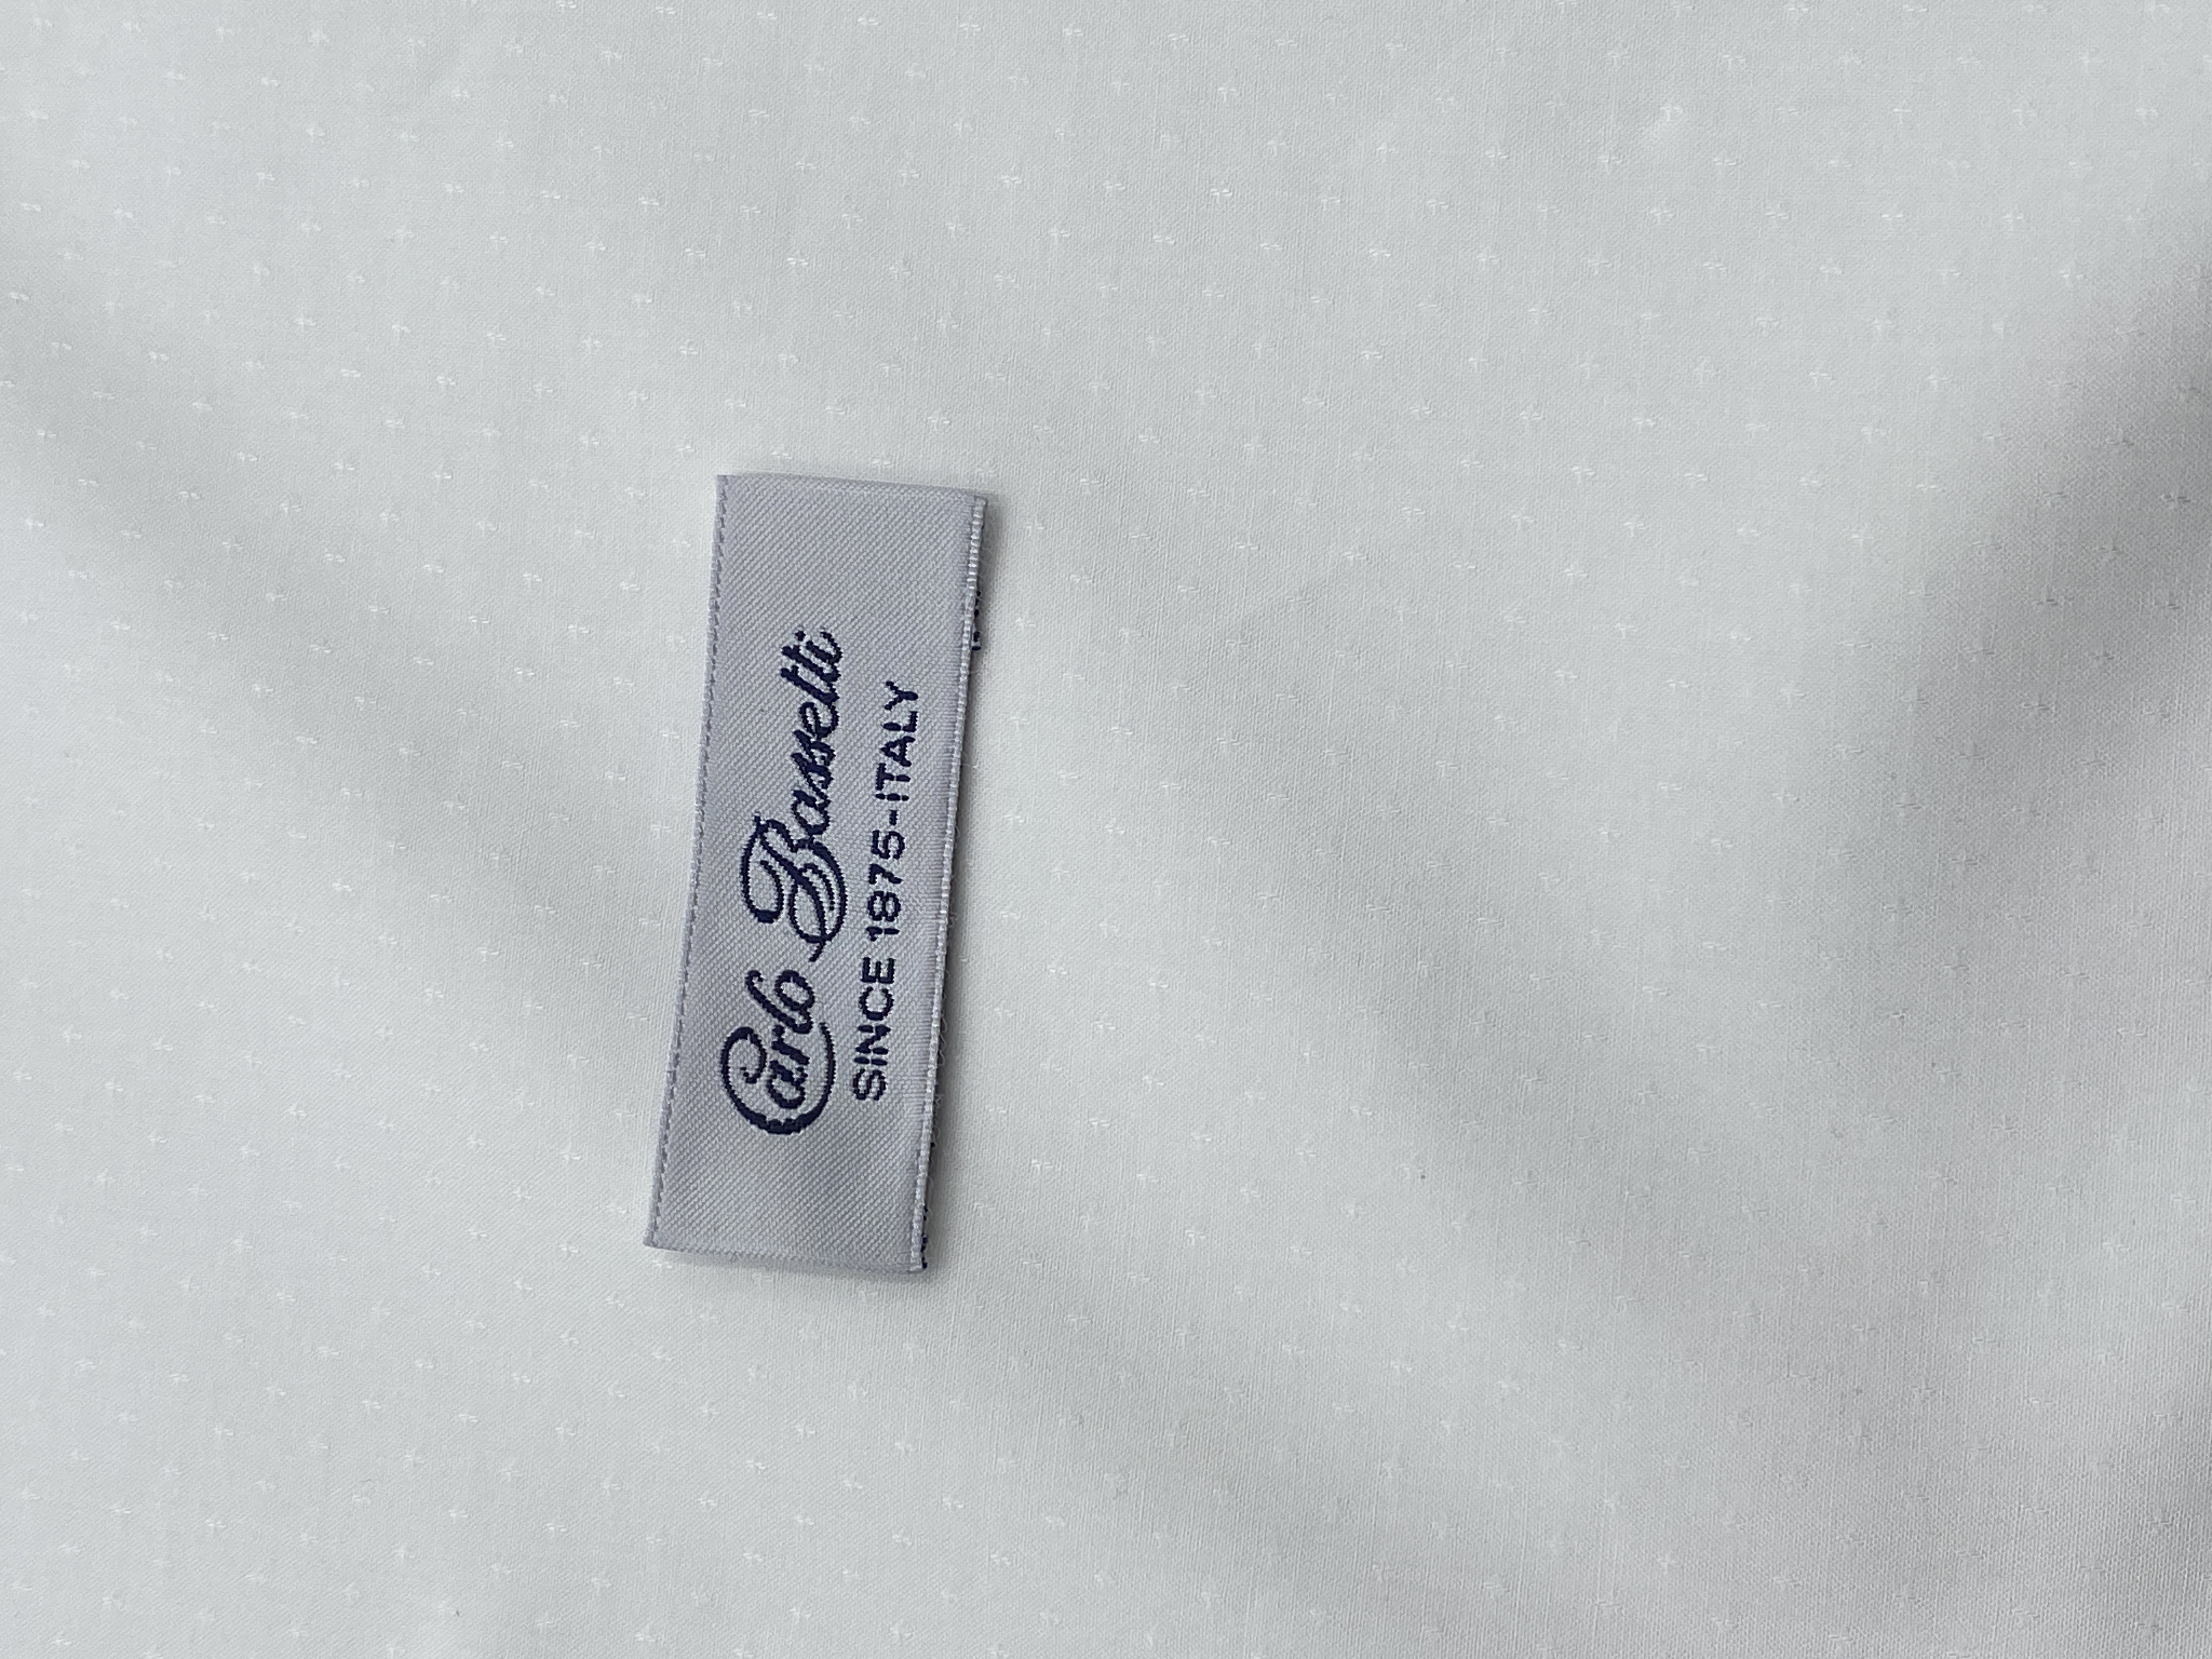 Carlo Bassetti
SINCE 1875-ITALY